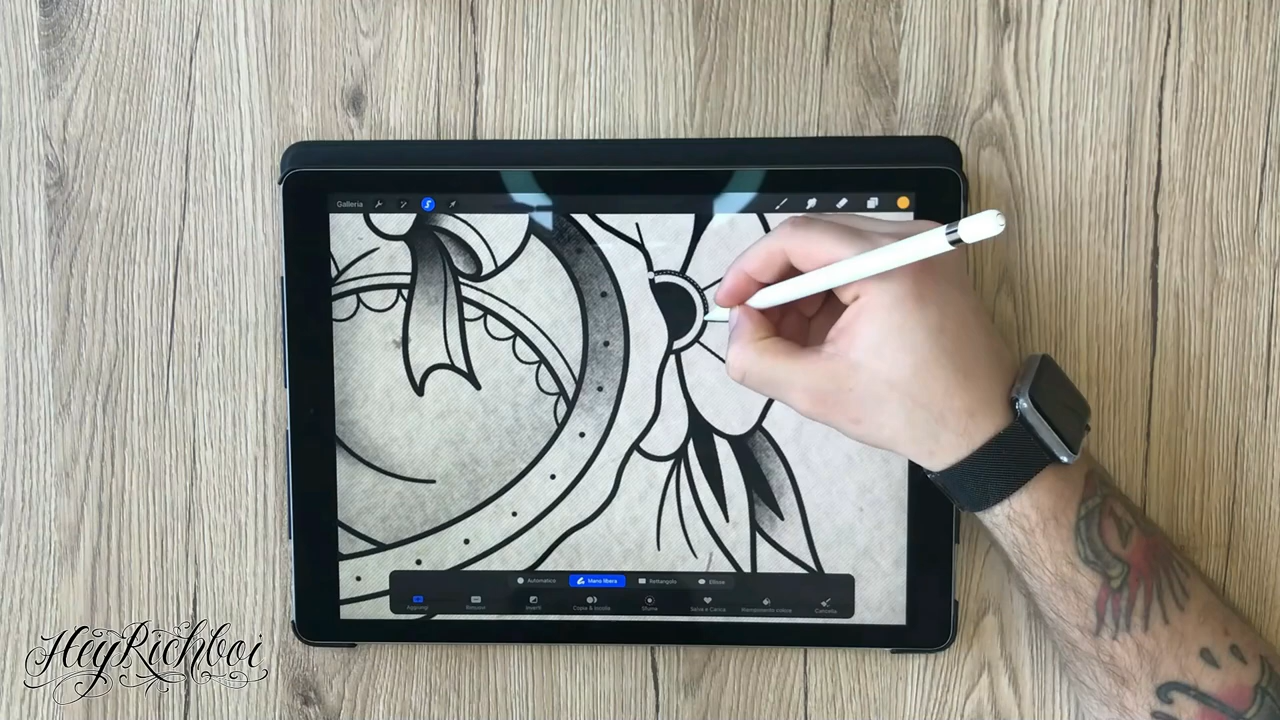 Galleria
Automatico Mano libera Rettangolo Ellisse
Aggiungi Rimuovi Inverti Copia & incolla Sfuma Salva e Carica Riempimento colore Cancella
HeyRichboi